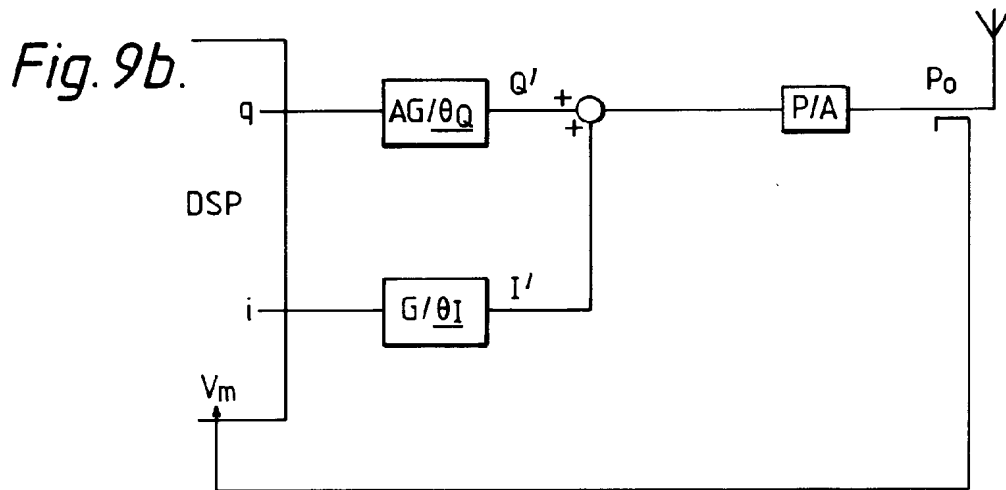 Fig. 9b.
q
AG/θQ
Q′
+
+
P/A
Po
DSP
i
G/θI
I′
Vm